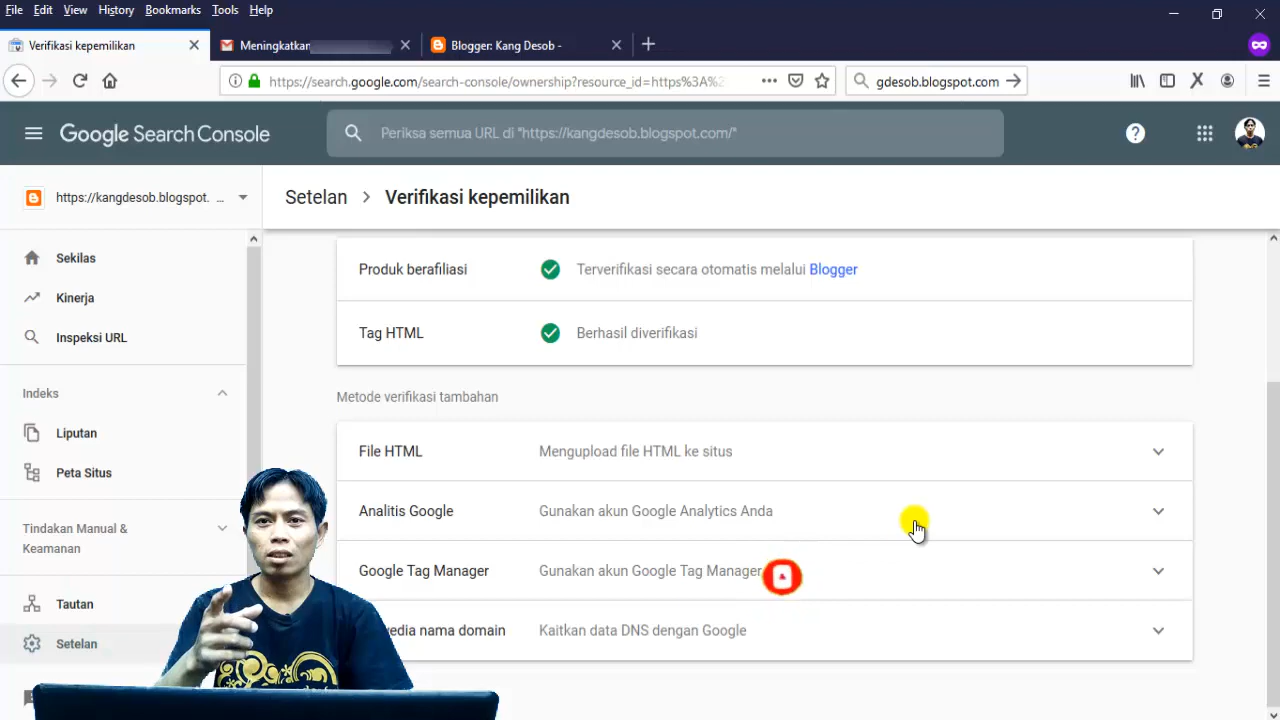 File Edit View History Bookmarks Tools Help
Verifikasi kepemilikan
Meningkatkan
Blogger: Kang Desob -
https://search.google.com/search-console/ownership?resource_id=https%3A%2
gdesob.blogspot.com
Google Search Console
Periksa semua URL di "https://kangdesob.blogspot.com/"
https://kangdesob.blogspot. ...
Setelan > Verifikasi kepemilikan
Sekilas
Kinerja
Inspeksi URL
Indeks
Liputan
Peta Situs
Tindakan Manual &
Keamanan
Tautan
Setelan
Produk berafiliasi Terverifikasi secara otomatis melalui Blogger
Tag HTML Berhasil diverifikasi
Metode verifikasi tambahan
File HTML Mengupload file HTML ke situs
Analitis Google Gunakan akun Google Analytics Anda
Google Tag Manager Gunakan akun Google Tag Manager
nama domain Kaitkan data DNS dengan Google